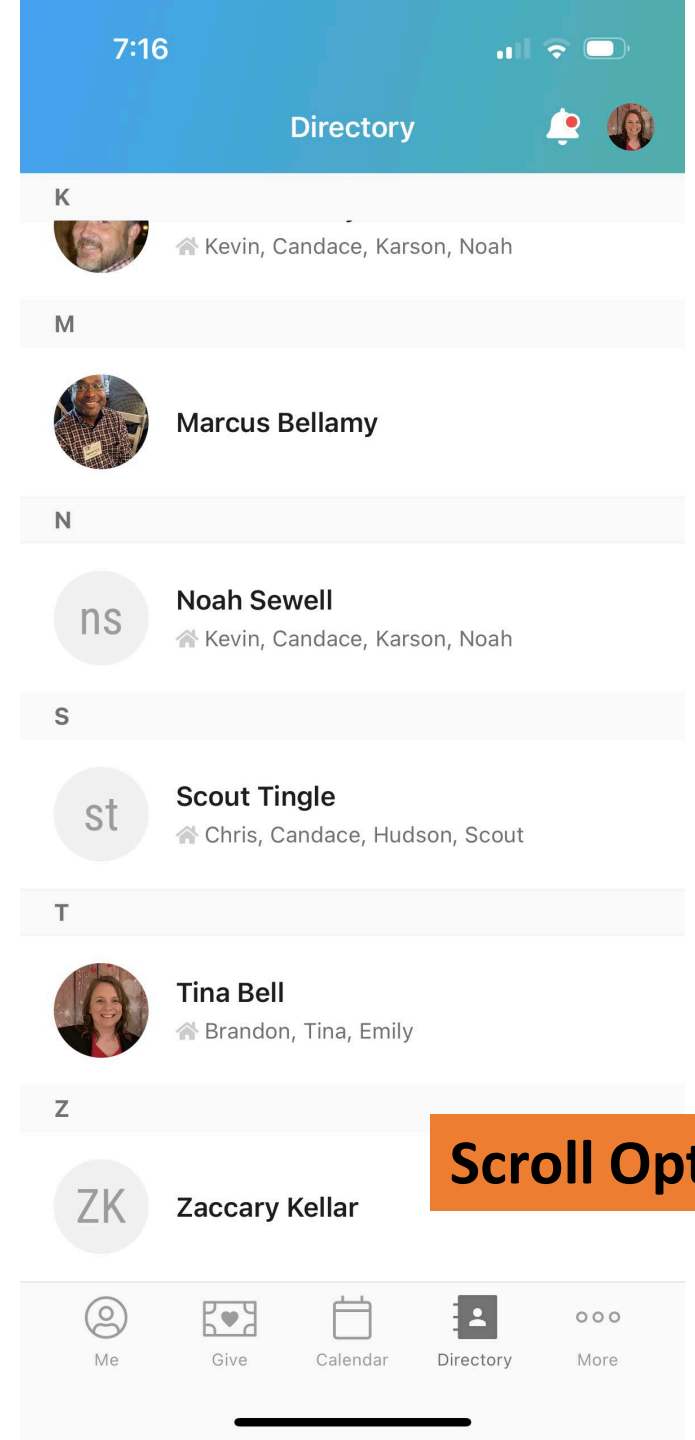 7:16
Directory
K
Kevin, Candace, Karson, Noah
M
Marcus Bellamy
N
ns
Noah Sewell
Kevin, Candace, Karson, Noah
S
st
Scout Tingle
Chris, Candace, Hudson, Scout
T
Tina Bell
Brandon, Tina, Emily
Z
Scroll Opt
ZK
Zaccary Kellar
Me Give Calendar Directory More